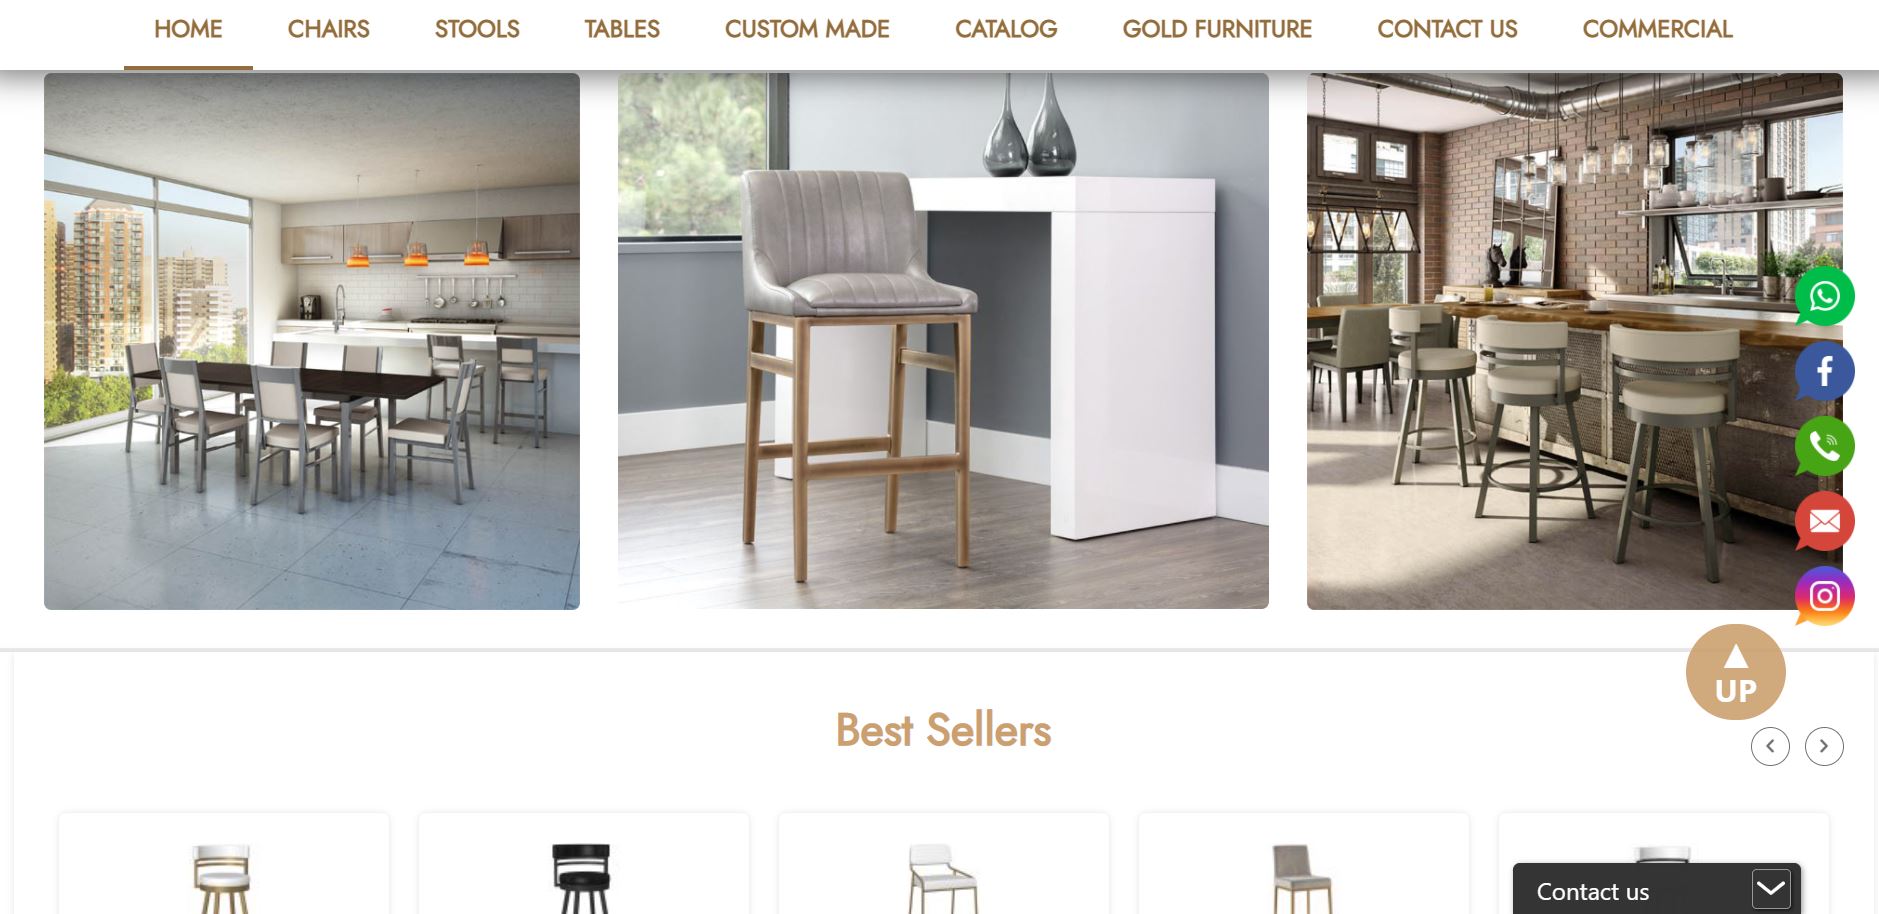 HOME CHAIRS STOOLS TABLES CUSTOM MADE CATALOG GOLD FURNITURE CONTACT US COMMERCIAL
UP
Best Sellers
Contact us